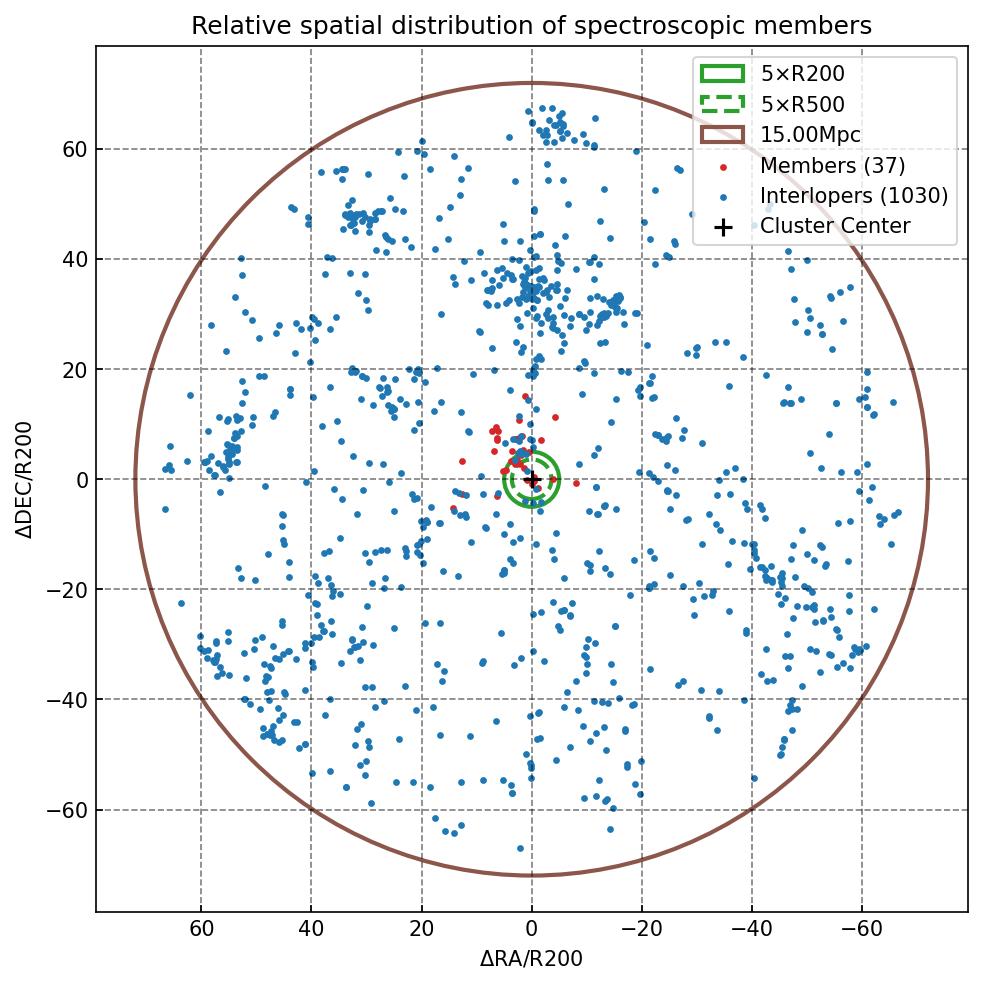 Relative spatial distribution of spectroscopic members
5×R200
5×R500
15.00Mpc
Members (37)
Interlopers (1030)
Cluster Center
ΔDEC/R200
60
40
20
0
−20
−40
−60
60 40 20 0 −20 −40 −60
ΔRA/R200